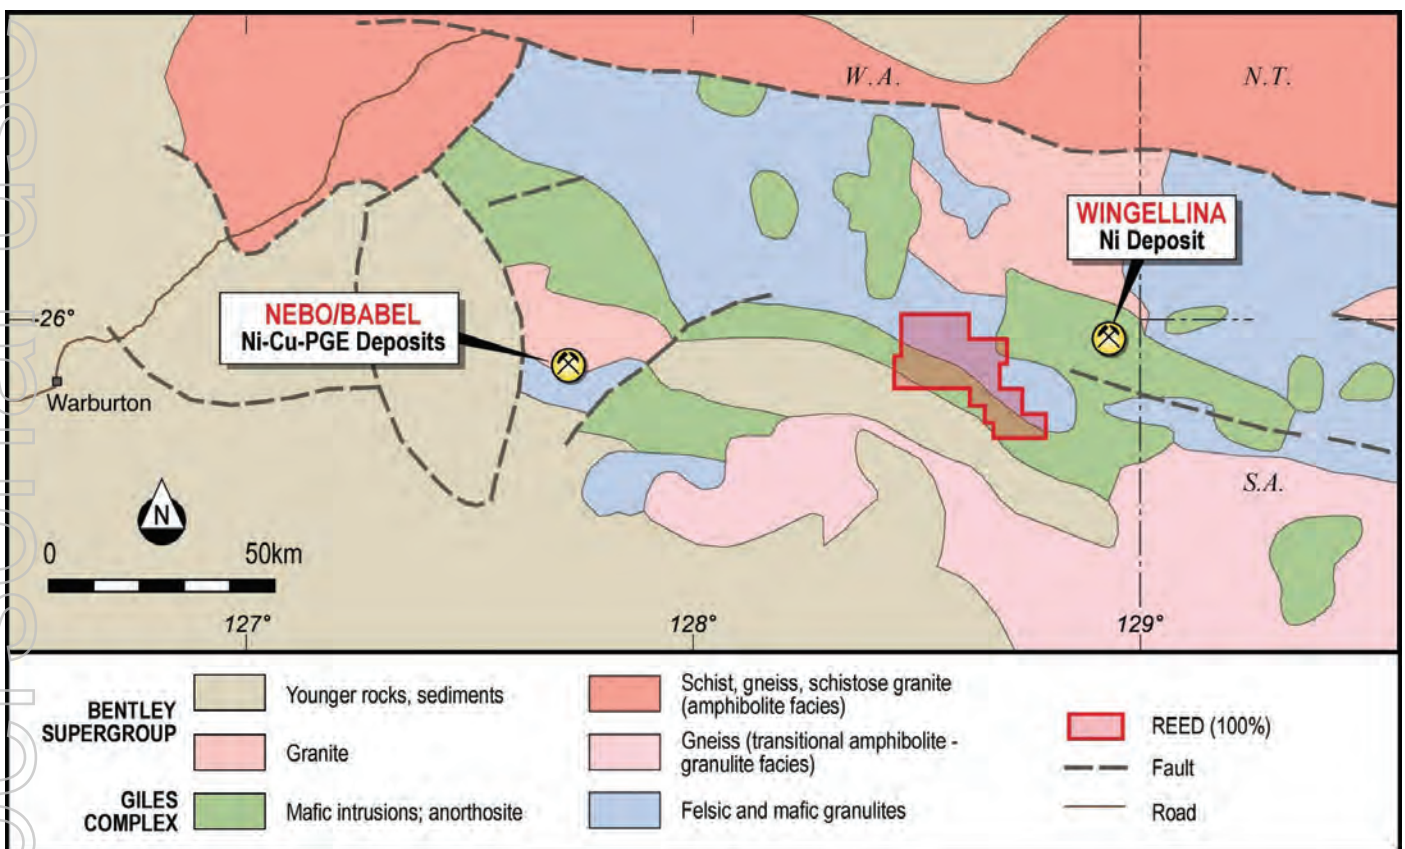 W.A.
N.T.
WINGELLINA
Ni Deposit
-26°
NEBO/BABEL
Ni-Cu-PGE Deposits
Warburton
S.A.
N
0
50km
127°
128°
129°
BENTLEY
SUPERGROUP
Younger rocks, sediments
Granite
GILES
COMPLEX
Mafic intrusions; anorthosite
Schist, gneiss, schistose granite
(amphibolite facies)
Gneiss (transitional amphibolite -
granulite facies)
Felsic and mafic granulites
REED (100%)
Fault
Road